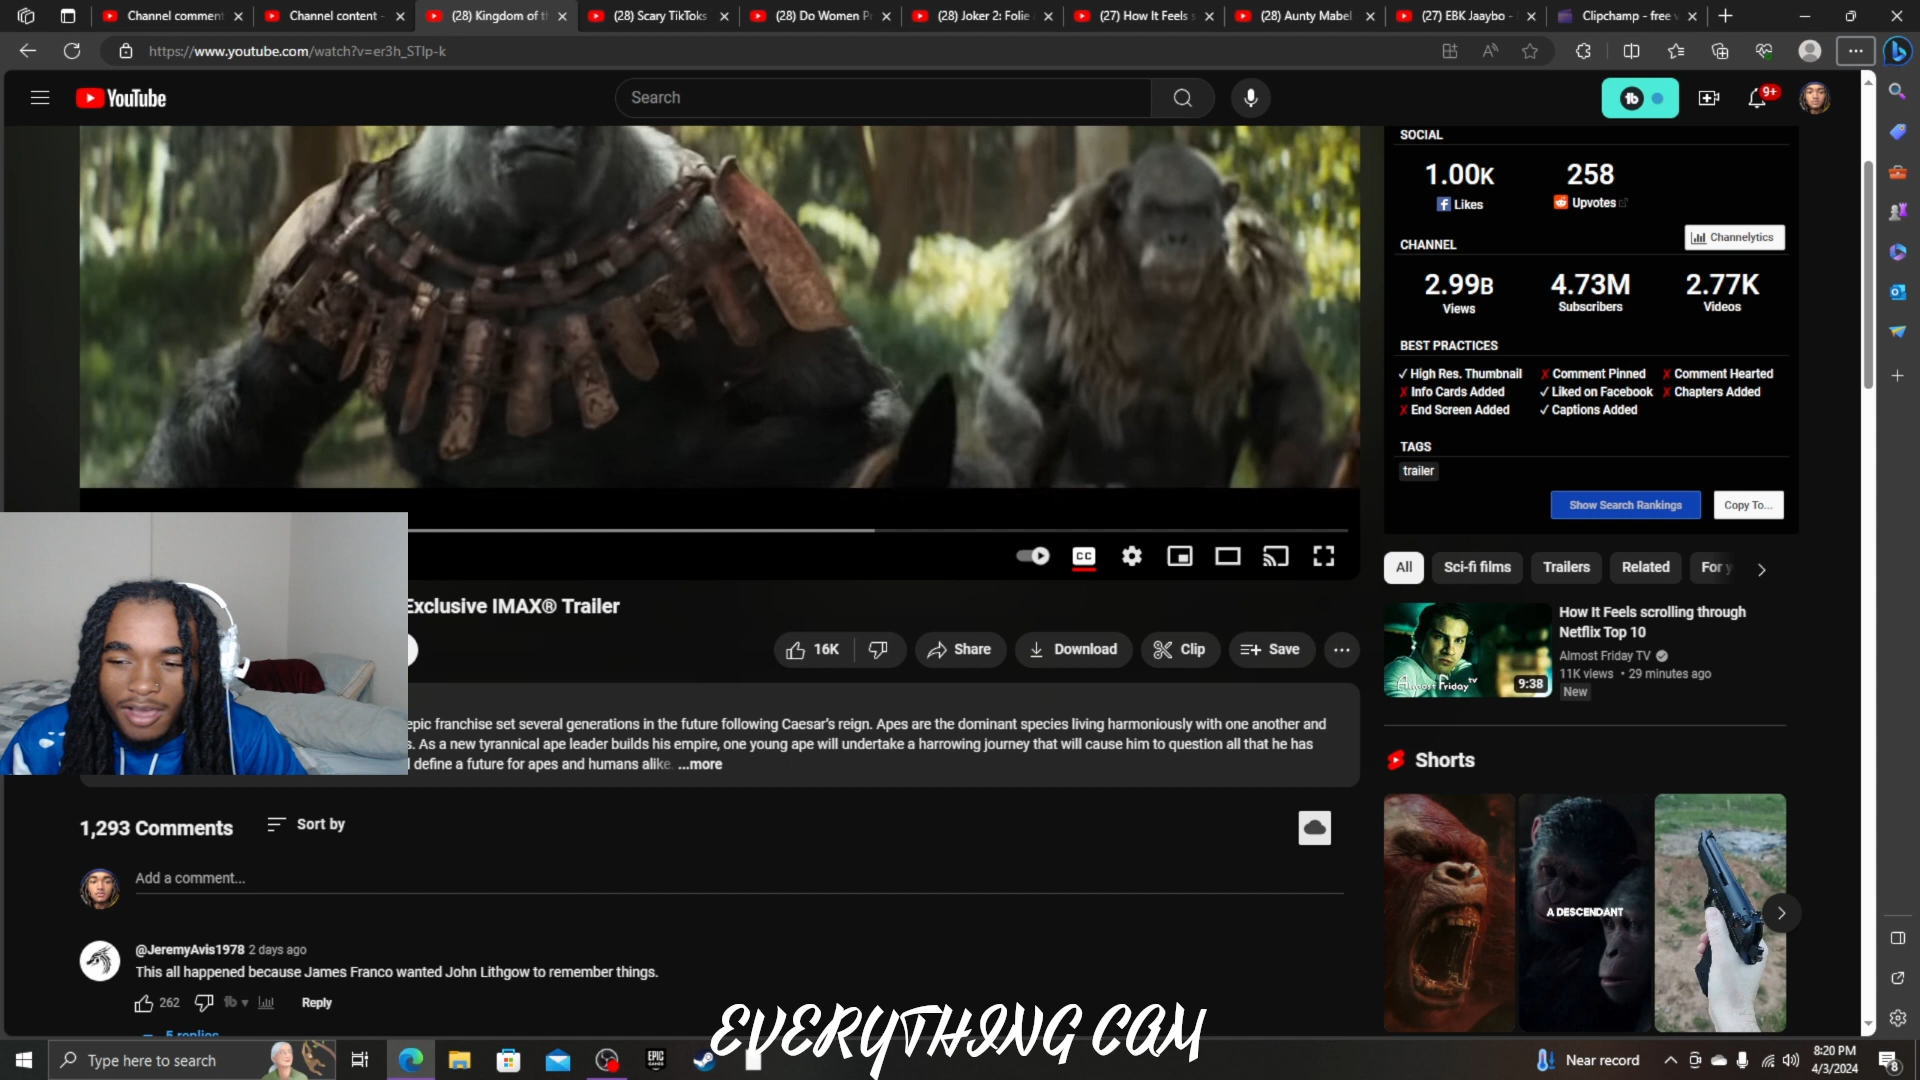 Channel comment
Channel content -
(28) Kingdom of t
(28) Scary TikToks
(28) Do Women P
(28) Joker 2: Folie
(27) How It Feels s
(28) Aunty Mabel
(27) EBK Jaaybo -
Clipchamp - free v
https://www.youtube.com/watch?v=er3h_STIp-k
YouTube
Search
9+
SOCIAL
1.00K
258
Likes
Upvotes
CHANNEL
Channelytics
2.99B
4.73M
2.77K
Views
Subscribers
Videos
BEST PRACTICES
✓ High Res. Thumbnail
✗ Comment Pinned
✗ Comment Hearted
✗ Info Cards Added
✓ Liked on Facebook
✗ Chapters Added
✗ End Screen Added
✓ Captions Added
TAGS
trailer
Show Search Rankings
Copy To...
CC
All
Sci-fi films
Trailers
Related
For y
Exclusive IMAX® Trailer
16K
Share
Download
Clip
Save
How It Feels scrolling through
Netflix Top 10
Almost Friday TV
11K views • 29 minutes ago
New
Almost Friday TV
9:38
epic franchise set several generations in the future following Caesar's reign. Apes are the dominant species living harmoniously with one another and
s. As a new tyrannical ape leader builds his empire, one young ape will undertake a harrowing journey that will cause him to question all that he has
l define a future for apes and humans alike. ...more
Shorts
1,293 Comments
Sort by
Add a comment...
A DESCENDANT
@JeremyAvis1978 2 days ago
This all happened because James Franco wanted John Lithgow to remember things.
262
Reply
5 replies
EVERYTHING CAM
Type here to search
EPIC
GAMES
Near record
8:20 PM
4/3/2024
8